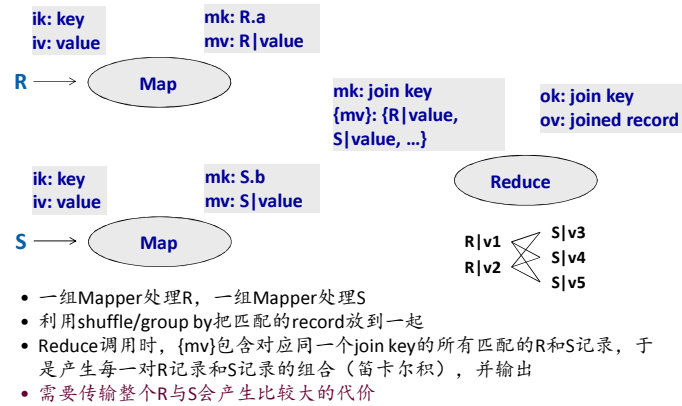 ik: key
iv: value
mk: R.a
mv: R|value
R
Map
mk: join key
{mv}: {R|value,
S|value, …}
ok: join key
ov: joined record
ik: key
iv: value
mk: S.b
mv: S|value
Reduce
S
Map
R|v1
R|v2
S|v3
S|v4
S|v5
• 一组Mapper处理R，一组Mapper处理S
• 利用shuffle/group by把匹配的record放到一起
• Reduce调用时，{mv}包含对应同一个join key的所有匹配的R和S记录，于
是产生每一对R记录和S记录的组合（笛卡尔积），并输出
• 需要传输整个R与S会产生比较大的代价